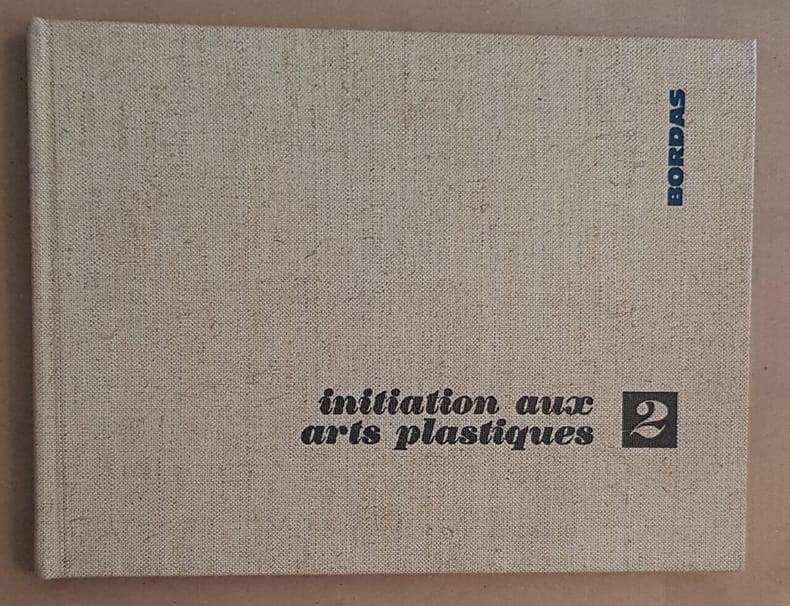 BORDAS
initiation aux
arts plastiques
2